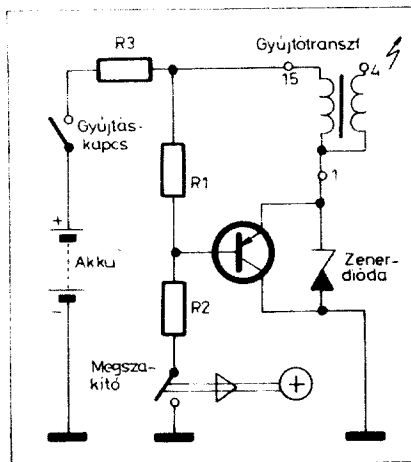 R3
Gyújtótranszf
15
4
Gyújtás-
kapcs
R1
1
+
Akku
-
R2
Zener-
dióda
Megsza-
kító
+